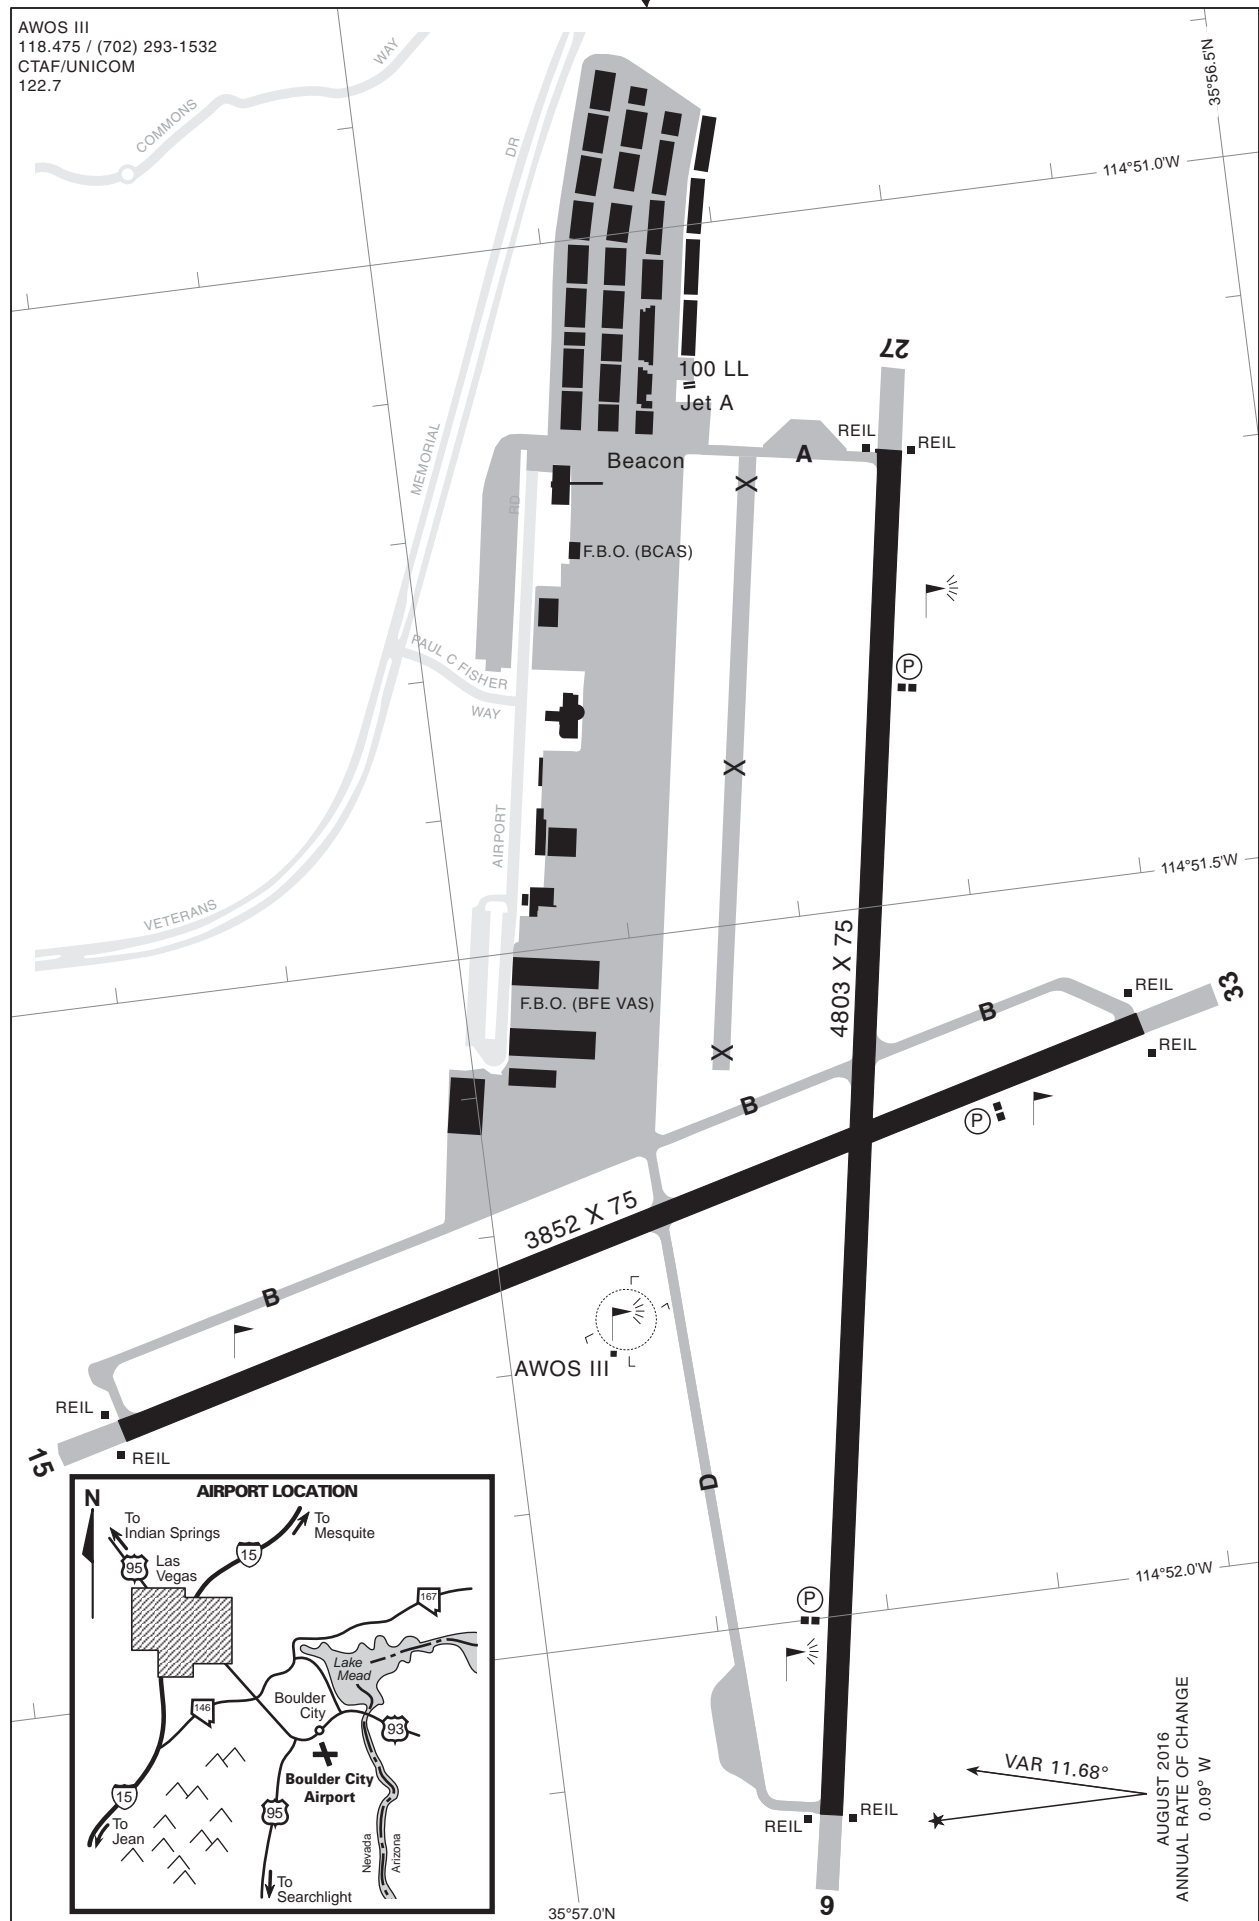 AWOS III
118.475 / (702) 293-1532
CTAF/UNICOM
122.7
COMMONS
WAY
DR
35°56.5'N
114°51.0'W
27
100 LL
Jet A
REIL
REIL
A
Beacon
MEMORIAL
RD
X
F.B.O. (BCAS)
PAUL C FISHER
WAY
P
X
AIRPORT
114°51.5'W
VETERANS
4803 X 75
F.B.O. (BFE VAS)
33
REIL
B
REIL
X
B
P
3852 X 75
B
AWOS III
REIL
15
REIL
D
P
114°52.0'W
VAR 11.68°
AUGUST 2016
ANNUAL RATE OF CHANGE
0.09° W
REIL
REIL
9
35°57.0'N
AIRPORT LOCATION
N
To
Indian Springs
To
Mesquite
95
15
Las
Vegas
167
Lake
Mead
146
Boulder
City
93
Boulder City
Airport
15
95
To
Jean
Nevada
Arizona
To
Searchlight